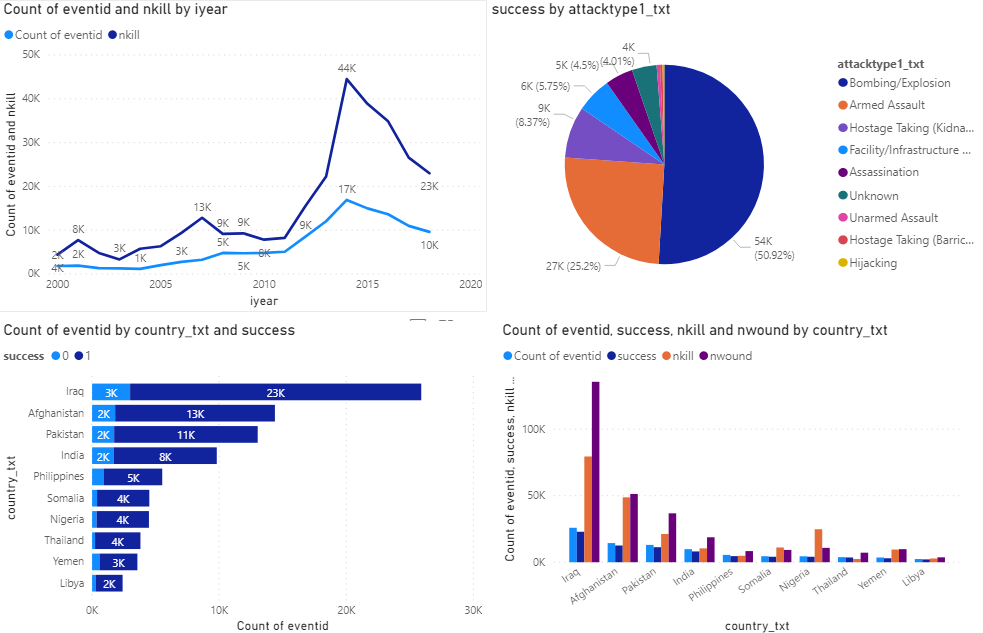 Count of eventid and nkill by iyear
Count of eventid nkill
50K
40K
30K
20K
10K
0K
Count of eventid and nkill
2K
4K
8K
2K
3K
1K
3K
13K
9K
5K
9K
5K
8K
9K
44K
17K
23K
10K
2000
2005
2010
2015
2020
iyear
success by attacktype1_txt
4K
(4.01%)
5K (4.5%)
6K (5.75%)
9K
(8.37%)
27K (25.2%)
54K
(50.92%)
attacktype1_txt
Bombing/Explosion
Armed Assault
Hostage Taking (Kidna...
Facility/Infrastructure ...
Assassination
Unknown
Unarmed Assault
Hostage Taking (Barric...
Hijacking
Count of eventid by country_txt and success
success 0 1
country_txt
Iraq 3K 23K
Afghanistan 2K 13K
Pakistan 2K 11K
India 2K 8K
Philippines 5K
Somalia 4K
Nigeria 4K
Thailand 4K
Yemen 3K
Libya 2K
0K 10K 20K 30K
Count of eventid
Count of eventid, success, nkill and nwound by country_txt
Count of eventid success nkill nwound
Count of eventid, success, nkill ...
100K
50K
0K
Iraq
Afghanistan
Pakistan
India
Philippines
Somalia
Nigeria
Thailand
Yemen
Libya
country_txt